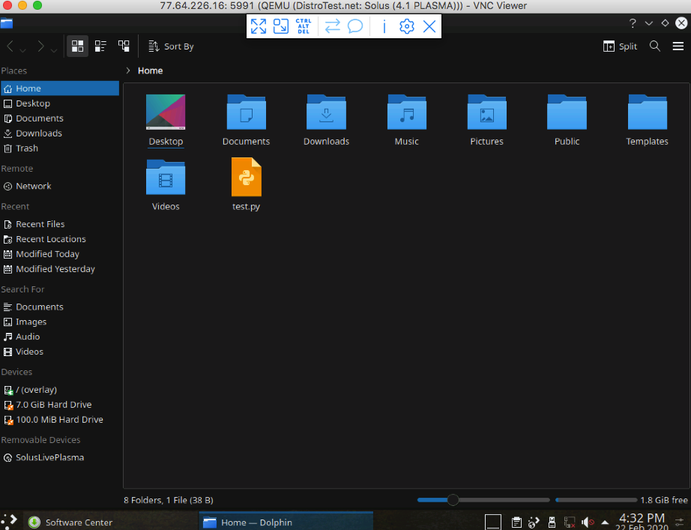 77.64.226.16: 5991 (QEMU (DistroTest.net: Solus (4.1 PLASMA))) - VNC Viewer
CTRL
ALT
DEL
Sort By
Split
Places
Home
Desktop
Documents
Downloads
Trash
Remote
Network
Recent
Recent Files
Recent Locations
Modified Today
Modified Yesterday
Search For
Documents
Images
Audio
Videos
Devices
/ (overlay)
7.0 GiB Hard Drive
100.0 MiB Hard Drive
Removable Devices
SolusLivePlasma
Home
Desktop
Documents
Downloads
Music
Pictures
Public
Templates
Videos
test.py
8 Folders, 1 File (38 B)
1.8 GiB free
Software Center
Home — Dolphin
4:32 PM
22 Feb 2020